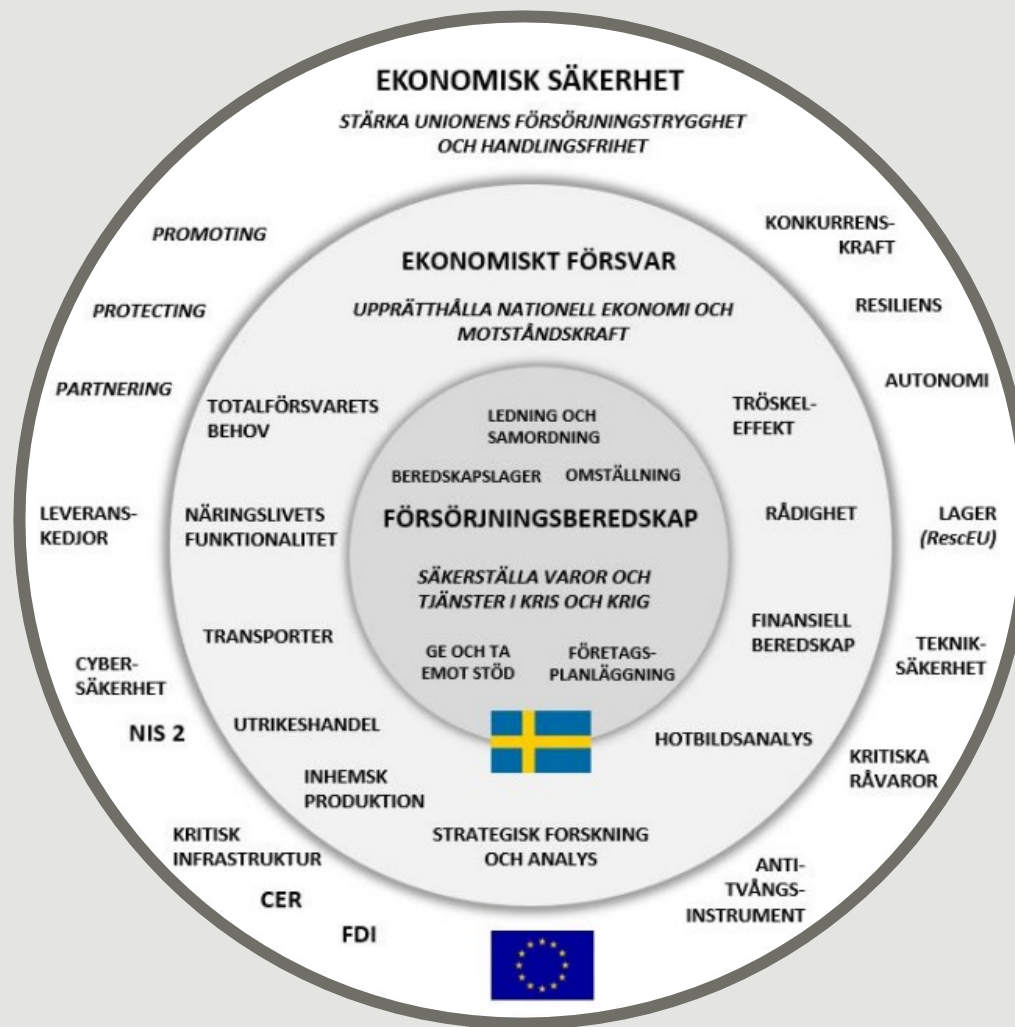 EKONOMISK SÄKERHET
STÄRKA UNIONENS FÖRSÖRJNINGSTRYGGHET
OCH HANDLINGSFRIHET
PROMOTING
PROTECTING
PARTNERING
LEVERANS-
KEDJOR
CYBER-
SÄKERHET
NIS 2
KRITISK
INFRASTRUKTUR
CER
FDI
KONKURRENS-
KRAFT
RESILIENS
AUTONOMI
LAGER
(RescEU)
TEKNIK-
SÄKERHET
KRITISKA
RÅVAROR
ANTI-
TVÅNGS-
INSTRUMENT
EKONOMISKT FÖRSVAR
UPPRÄTTHÅLLA NATIONELL EKONOMI OCH
MOTSTÅNDSKRAFT
TOTALFÖRSVARETS
BEHOV
NÄRINGSLIVETS
FUNKTIONALITET
TRANSPORTER
UTRIKESHANDEL
INHEMSK
PRODUKTION
STRATEGISK FORSKNING
OCH ANALYS
TRÖSKEL-
EFFEKT
RÅDIGHET
FINANSIELL
BEREDSKAP
HOTBILDSANALYS
LEDNING OCH
SAMORDNING
BEREDSKAPSLAGER
OMSTÄLLNING
FÖRSÖRJNINGSBEREDSKAP
SÄKERSTÄLLA VAROR OCH
TJÄNSTER I KRIS OCH KRIG
GE OCH TA
EMOT STÖD
FÖRETAGS-
PLANLÄGGNING